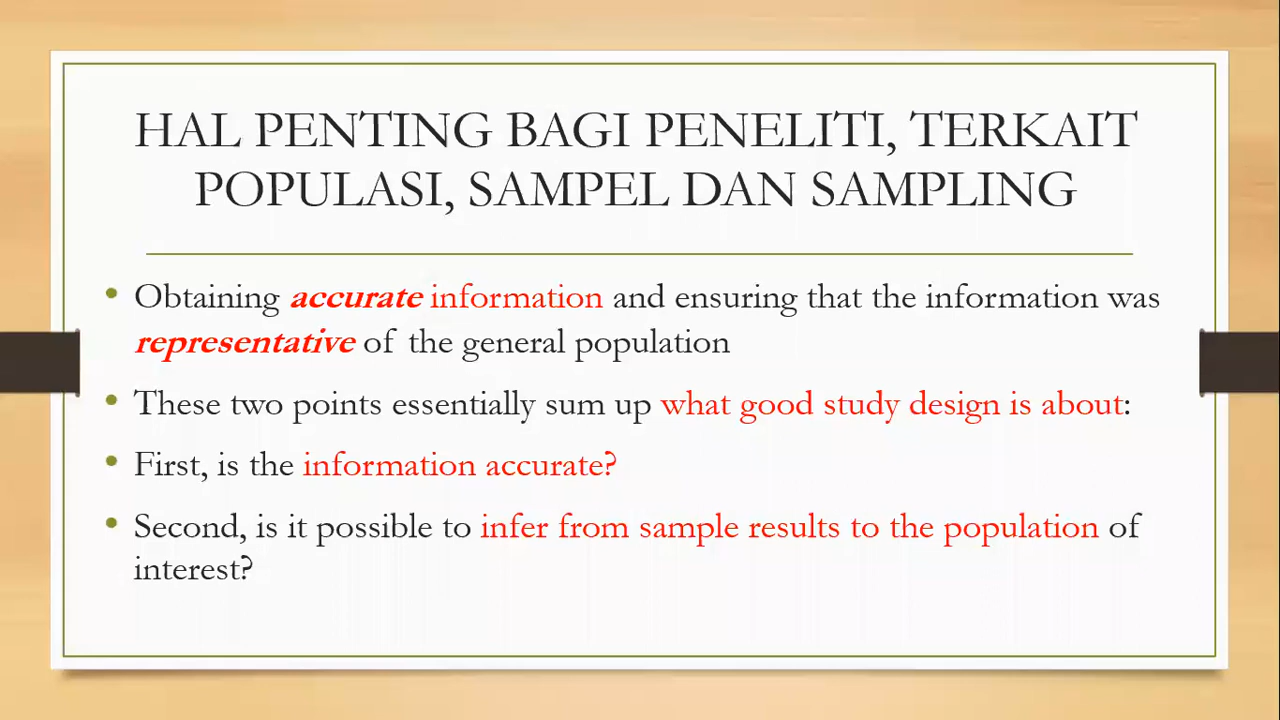 HAL PENTING BAGI PENELITI, TERKAIT
POPULASI, SAMPEL DAN SAMPLING
• Obtaining accurate information and ensuring that the information was
representative of the general population
• These two points essentially sum up what good study design is about:
• First, is the information accurate?
• Second, is it possible to infer from sample results to the population of
interest?